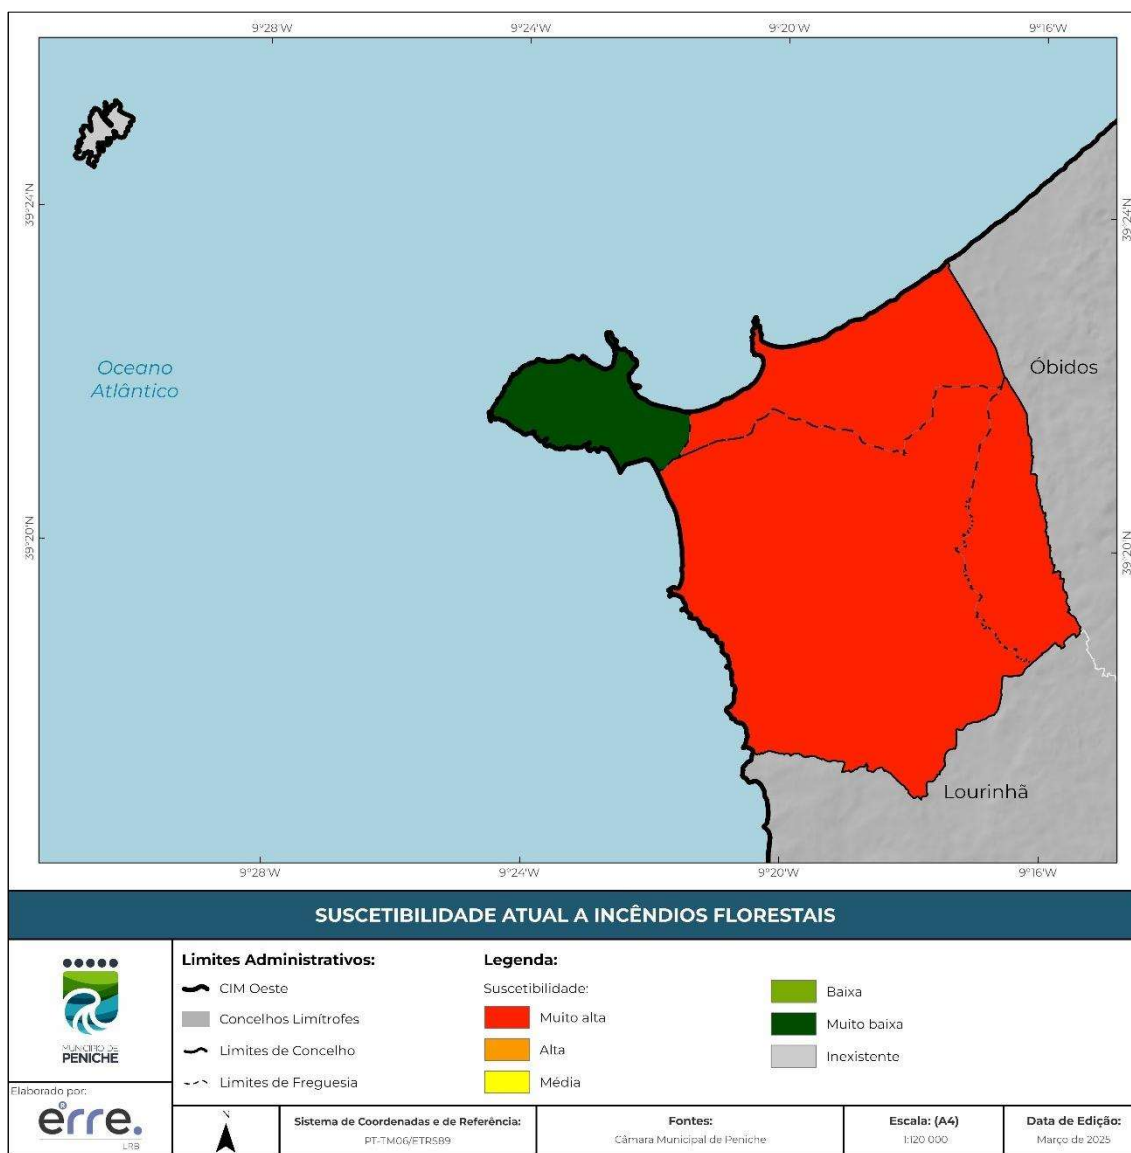 9°28'W
9°24'W
9°20'W
9°16'W
39°24'N
39°24'N
Oceano
Atlântico
Óbidos
39°20'N
39°20'N
Lourinhã
9°28'W
9°24'W
9°20'W
9°16'W
SUSCETIBILIDADE ATUAL A INCÊNDIOS FLORESTAIS
MUNICÍPIO DE
PENICHE
Limites Administrativos:
CIM Oeste
Concelhos Limítrofes
Limites de Concelho
Limites de Freguesia
Legenda:
Suscetibilidade:
Muito alta
Alta
Média
Baixa
Muito baixa
Inexistente
Elaborado por:
erre.
LRB
N
Sistema de Coordenadas e de Referência:
PT-TM06/ETRS89
Fontes:
Câmara Municipal de Peniche
Escala: (A4)
1:120 000
Data de Edição:
Março de 2025